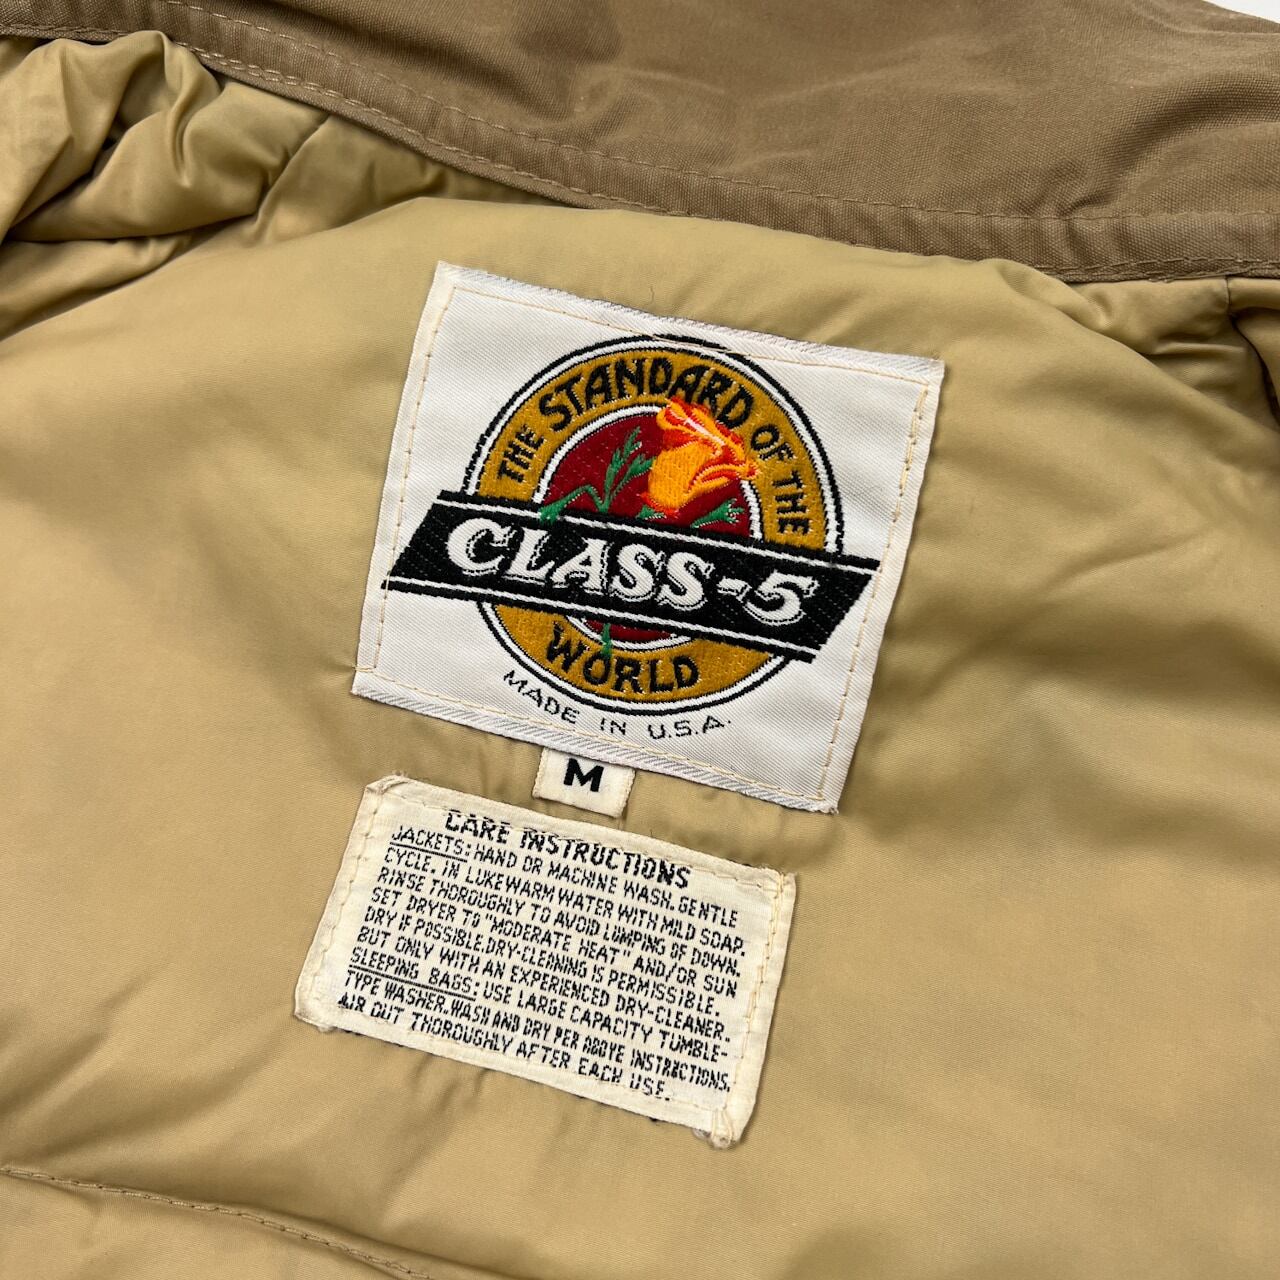 THE STANDARD OF THE
CLASS-5
WORLD
MADE IN U.S.A.
M
CARE INSTRUCTIONS
JACKETS: HAND OR MACHINE WASH. GENTLE
CYCLE. IN LUKEWARM WATER WITH MILD SOAP.
RINSE THOROUGHLY TO AVOID LUMPING OF DOWN.
SET DRYER TO "MODERATE HEAT AND/OR SUN
DRY IF POSSIBLE. DRY-CLEANING IS PERMISSIBLE.
BUT ONLY WITH AN EXPERIENCED DRY-CLEANER.
SLEEPING BAGS: USE LARGE CAPACITY TUMBLE-
TYPE WASHER. WASH AND DRY PER ABOVE INSTRUCTIONS.
AIR OUT THOROUGHLY AFTER EACH USE.